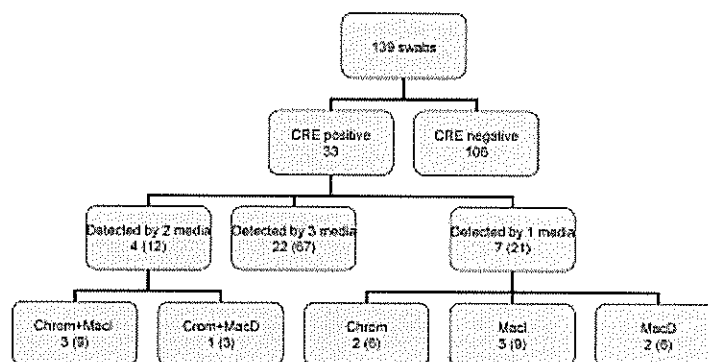 139 swabs
CRE positive
33
CRE negative
106
Detected by 2 media
4 (12)
Detected by 3 media
22 (67)
Detected by 1 media
7 (21)
Chrom+MacI
3 (9)
Crom+MacD
1 (3)
Chrom
2 (6)
MacI
3 (9)
MacD
2 (6)